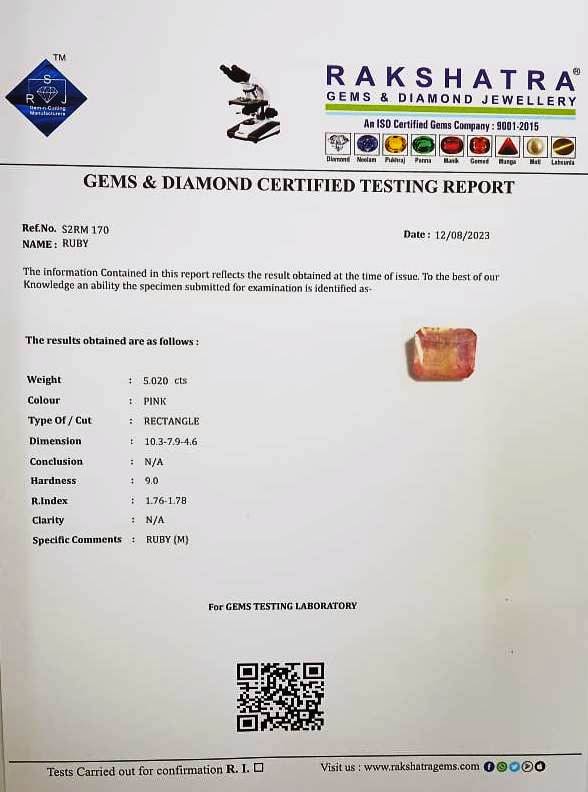 TM
S
R J
Gem-n-Cutting
Manufacturers
RAKSHATRA®
GEMS & DIAMOND JEWELLERY
An ISO Certified Gems Company : 9001-2015
Diamond Neelam Pukhraj Panna Manik Gomed Munga Moti Lahsunia
GEMS & DIAMOND CERTIFIED TESTING REPORT
Ref.No. S2RM 170
Date : 12/08/2023
NAME : RUBY
The information Contained in this report reflects the result obtained at the time of issue. To the best of our
Knowledge an ability the specimen submitted for examination is identified as-
The results obtained are as follows :
Weight : 5.020 cts
Colour : PINK
Type Of / Cut : RECTANGLE
Dimension : 10.3-7.9-4.6
Conclusion : N/A
Hardness : 9.0
R.Index : 1.76-1.78
Clarity : N/A
Specific Comments : RUBY (M)
For GEMS TESTING LABORATORY
Tests Carried out for confirmation R. I. ☐
Visit us : www.rakshatragems.com